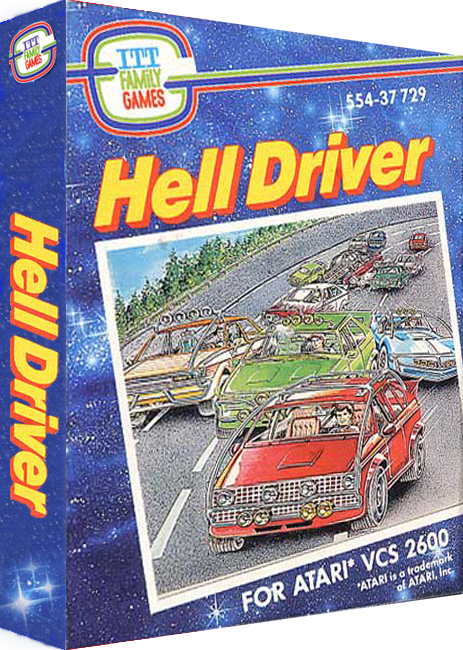 ITT
FAMILY
GAMES
Hell Driver
ITT
FAMILY
GAMES
554-37 729
Hell Driver
FOR ATARI* VCS 2600
*ATARI is a trademark
of ATARI, Inc.